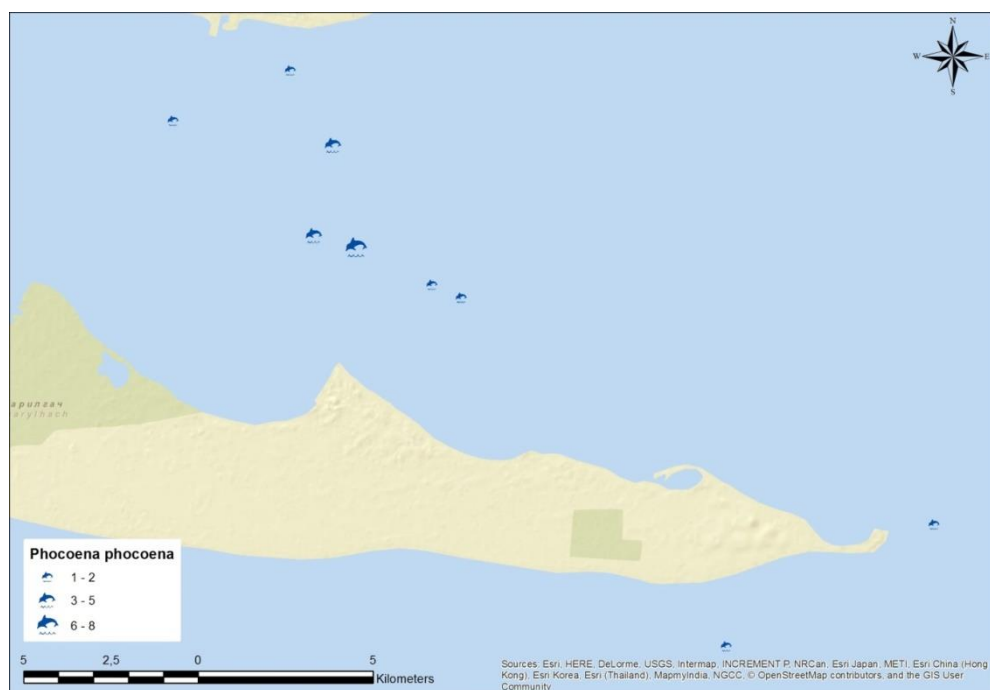 N
W E
S
арилгач
arylhach
Phocoena phocoena
1 - 2
3 - 5
6 - 8
5 2,5 0 5
Kilometers
Sources: Esri, HERE, DeLorme, USGS, Intermap, INCREMENT P, NRCan, Esri Japan, METI, Esri China (Hong
Kong), Esri Korea, Esri (Thailand), MapmyIndia, NGCC, © OpenStreetMap contributors, and the GIS User
Community